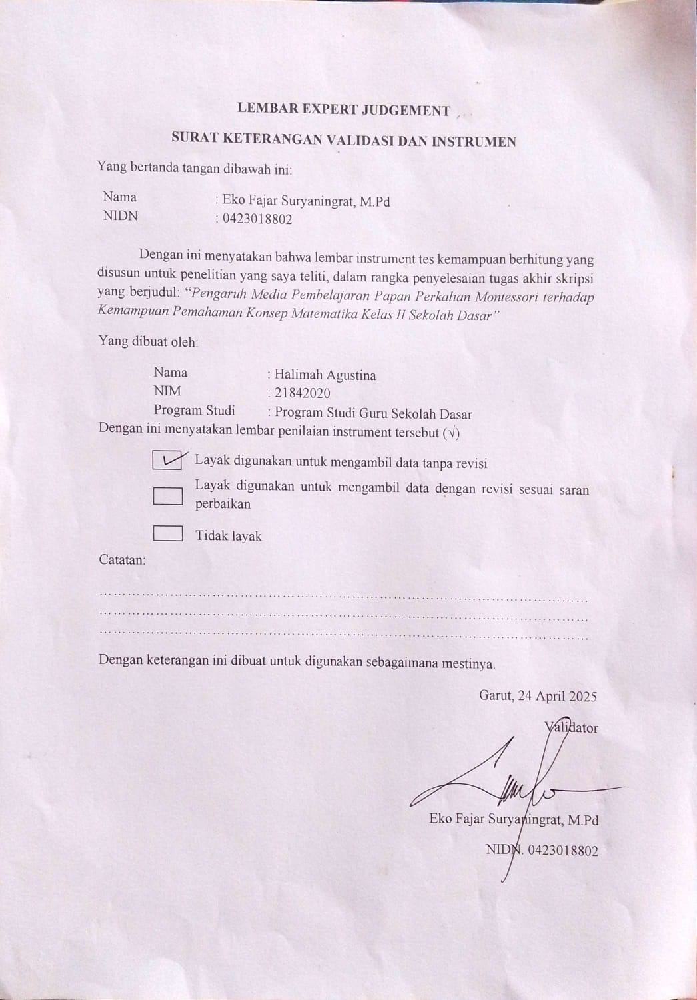 LEMBAR EXPERT JUDGEMENT
SURAT KETERANGAN VALIDASI DAN INSTRUMEN
Yang bertanda tangan dibawah ini:
Nama : Eko Fajar Suryaningrat, M.Pd
NIDN : 0423018802
Dengan ini menyatakan bahwa lembar instrument tes kemampuan berhitung yang
disusun untuk penelitian yang saya teliti, dalam rangka penyelesaian tugas akhir skripsi
yang berjudul: “Pengaruh Media Pembelajaran Papan Perkalian Montessori terhadap
Kemampuan Pemahaman Konsep Matematika Kelas II Sekolah Dasar”
Yang dibuat oleh:
Nama : Halimah Agustina
NIM : 21842020
Program Studi : Program Studi Guru Sekolah Dasar
Dengan ini menyatakan lembar penilaian instrument tersebut (√)
Layak digunakan untuk mengambil data tanpa revisi
Layak digunakan untuk mengambil data dengan revisi sesuai saran
perbaikan
Tidak layak
Catatan:
Dengan keterangan ini dibuat untuk digunakan sebagaimana mestinya.
Garut, 24 April 2025
Validator
Eko Fajar Suryaningrat, M.Pd
NIDN. 0423018802